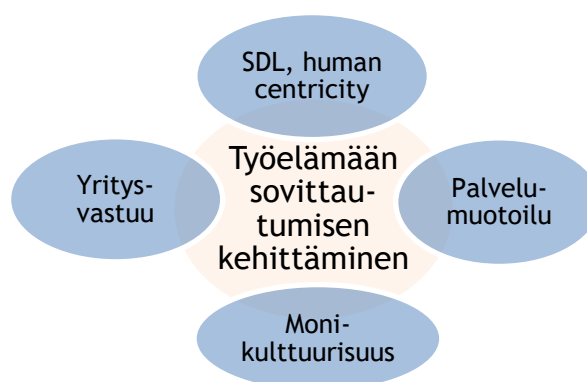 SDL, human
centricity
Työelämään
sovittau-
tumisen
kehittäminen
Yritys-
vastuu
Palvelu-
muotoilu
Moni-
kulttuurisuus